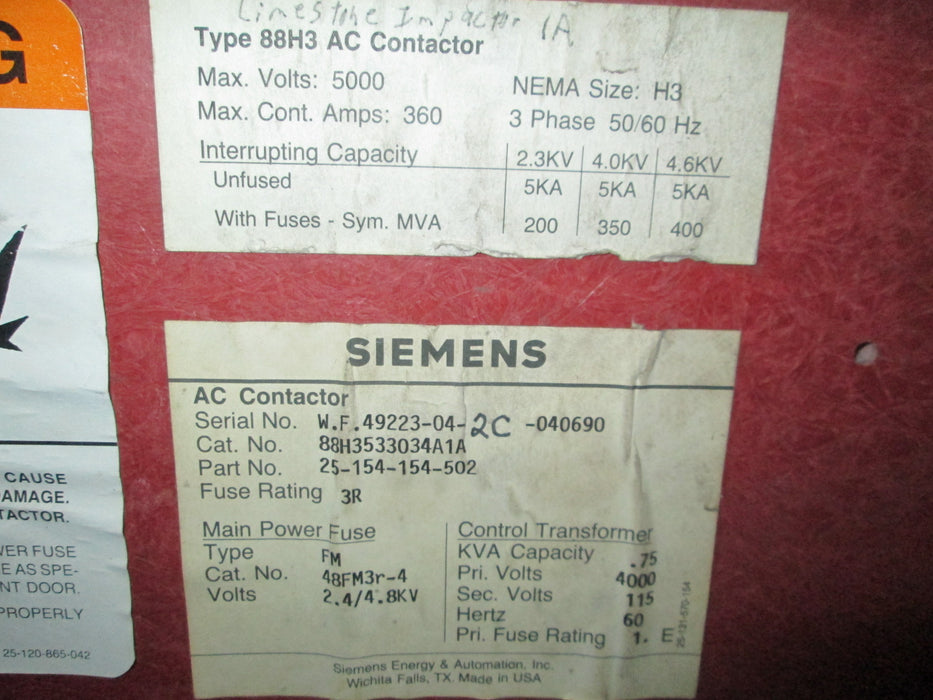 G
CAUSE
AMAGE.
TACTOR.
ER FUSE
E AS SPE-
NT DOOR.
PROPERLY
25-120-865-042
Limestone Impactor 1A
Type 88H3 AC Contactor
Max. Volts: 5000 NEMA Size: H3
Max. Cont. Amps: 360 3 Phase 50/60 Hz
Interrupting Capacity 2.3KV 4.0KV 4.6KV
Unfused 5KA 5KA 5KA
With Fuses - Sym. MVA 200 350 400
SIEMENS
AC Contactor
Serial No. W.F.49223-04-2C-040690
Cat. No. 88H3533034A1A
Part No. 25-154-154-502
Fuse Rating 3R
Main Power Fuse
Type FM
Cat. No. 48FM3r-4
Volts 2.4/4.8KV
Control Transformer
KVA Capacity .75
Pri. Volts 4000
Sec. Volts 115
Hertz 60
Pri. Fuse Rating 1. E
25-131-570-154
Siemens Energy & Automation, Inc.
Wichita Falls, TX. Made in USA